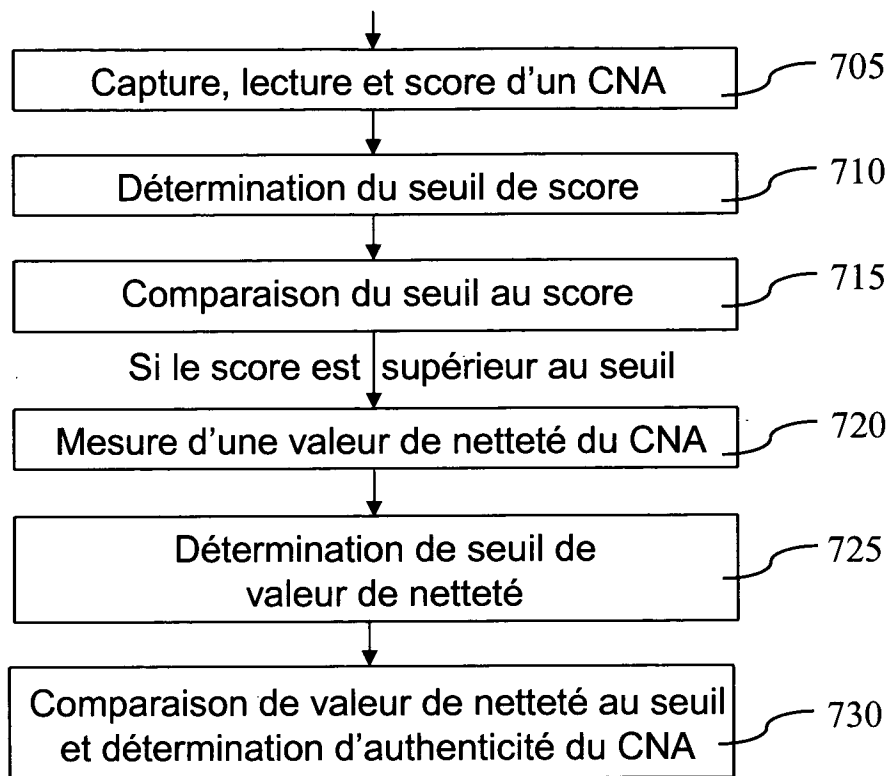 Capture, lecture et score d'un CNA
705
Détermination du seuil de score
710
Comparaison du seuil au score
715
Si le score est supérieur au seuil
Mesure d'une valeur de netteté du CNA
720
Détermination de seuil de
valeur de netteté
725
Comparaison de valeur de netteté au seuil
et détermination d'authenticité du CNA
730